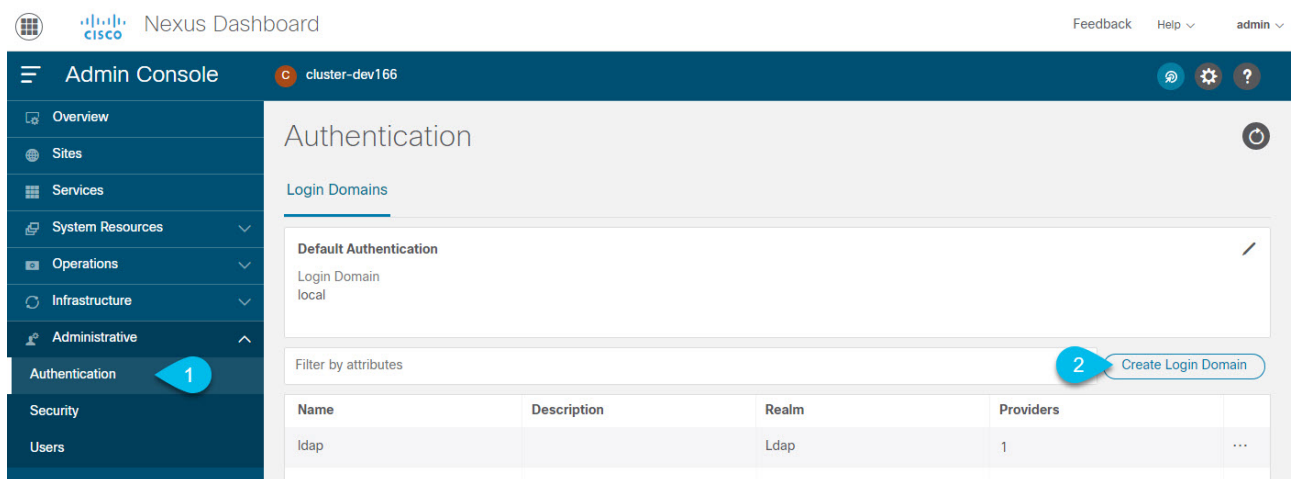 CISCO Nexus Dashboard Feedback Help admin
Admin Console C cluster-dev166 ?
Overview
Sites
Services
System Resources
Operations
Infrastructure
Administrative
Authentication 1
Security
Users
Authentication
Login Domains
Default Authentication
Login Domain
local
Filter by attributes 2 Create Login Domain
Name Description Realm Providers
ldap Ldap 1 ...